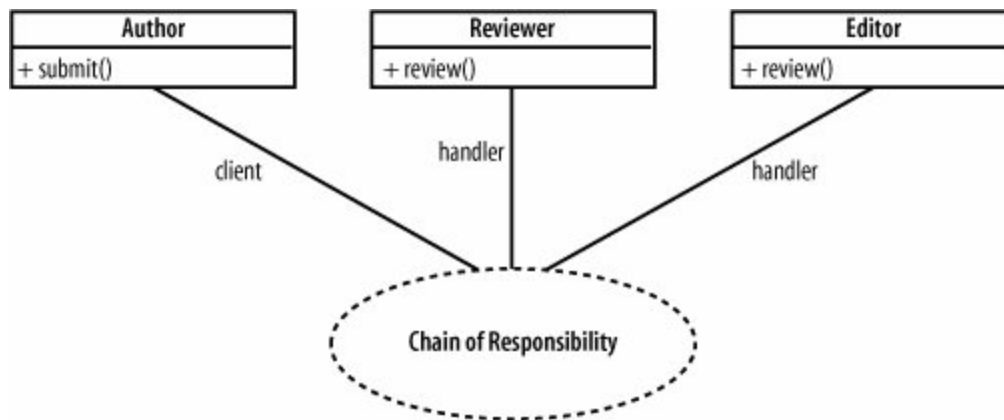 Author
+ submit()
Reviewer
+ review()
Editor
+ review()
client
handler
handler
Chain of Responsibility